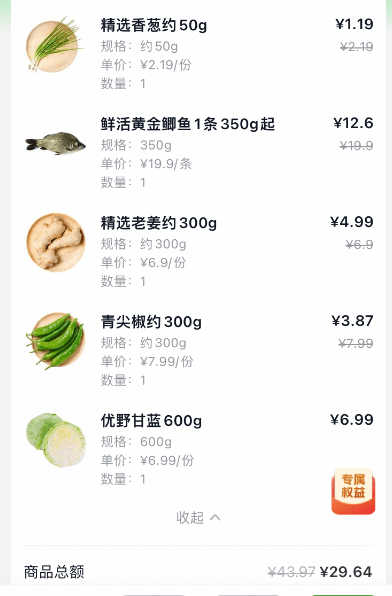 精选香葱约50g ¥1.19
规格：约50g ¥2.19
单价：¥2.19/份
数量：1
鲜活黄金鲫鱼1条350g起 ¥12.6
规格：350g ¥19.9
单价：¥19.9/条
数量：1
精选老姜约300g ¥4.99
规格：约300g ¥6.9
单价：¥6.9/份
数量：1
青尖椒约300g ¥3.87
规格：约300g ¥7.99
单价：¥7.99/份
数量：1
优野甘蓝600g ¥6.99
规格：600g
单价：¥6.99/份
数量：1
专属
权益
收起
商品总额 ¥43.97 ¥29.64